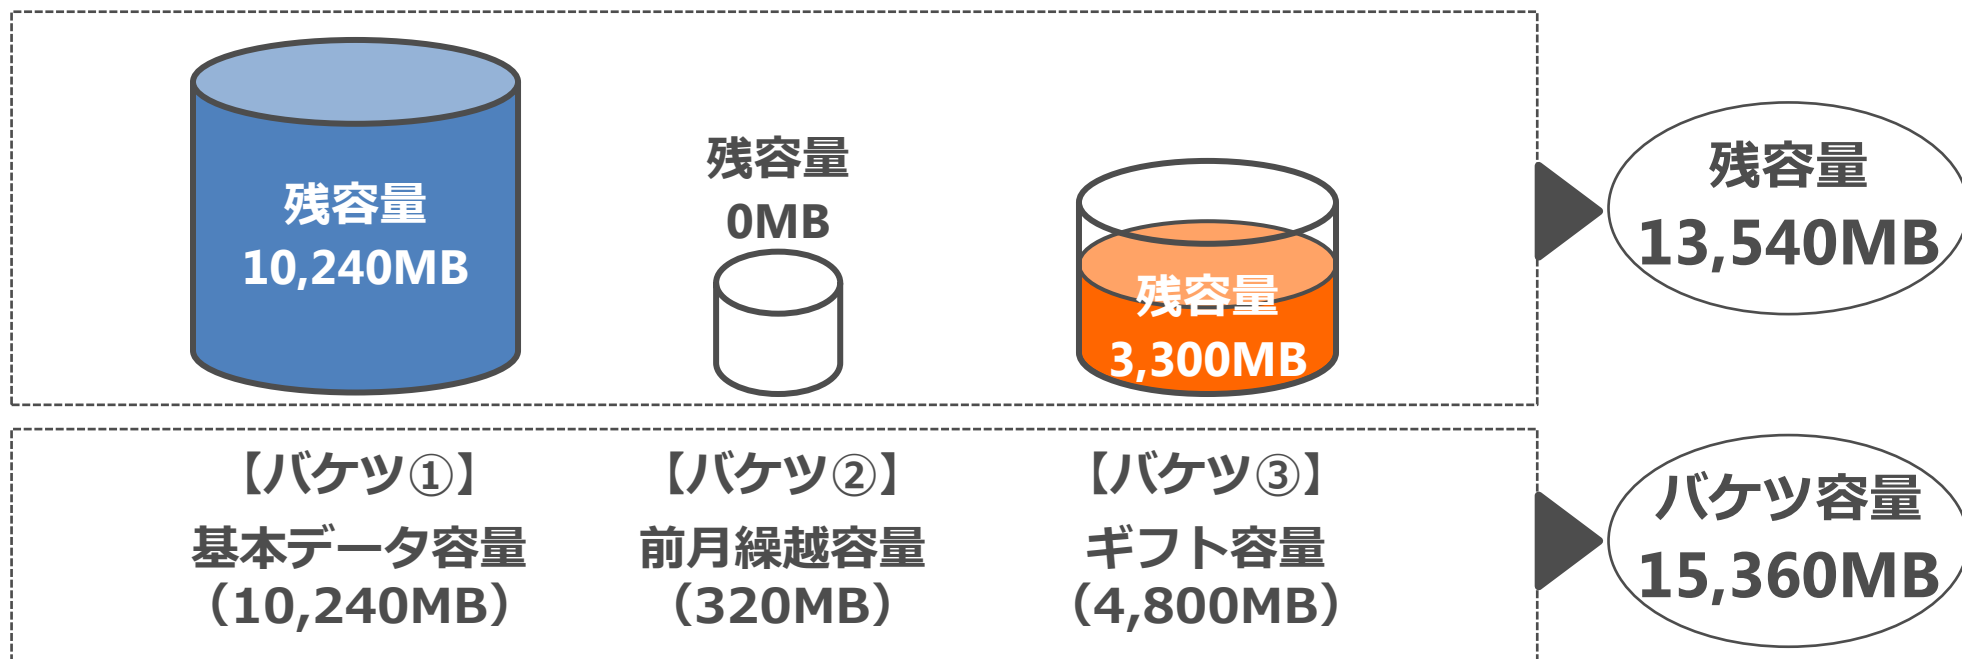 残容量
10,240MB
残容量
0MB
残容量
3,300MB
残容量
13,540MB
【バケツ①】
基本データ容量
（10,240MB）
【バケツ②】
前月繰越容量
（320MB）
【バケツ③】
ギフト容量
（4,800MB）
バケツ容量
15,360MB